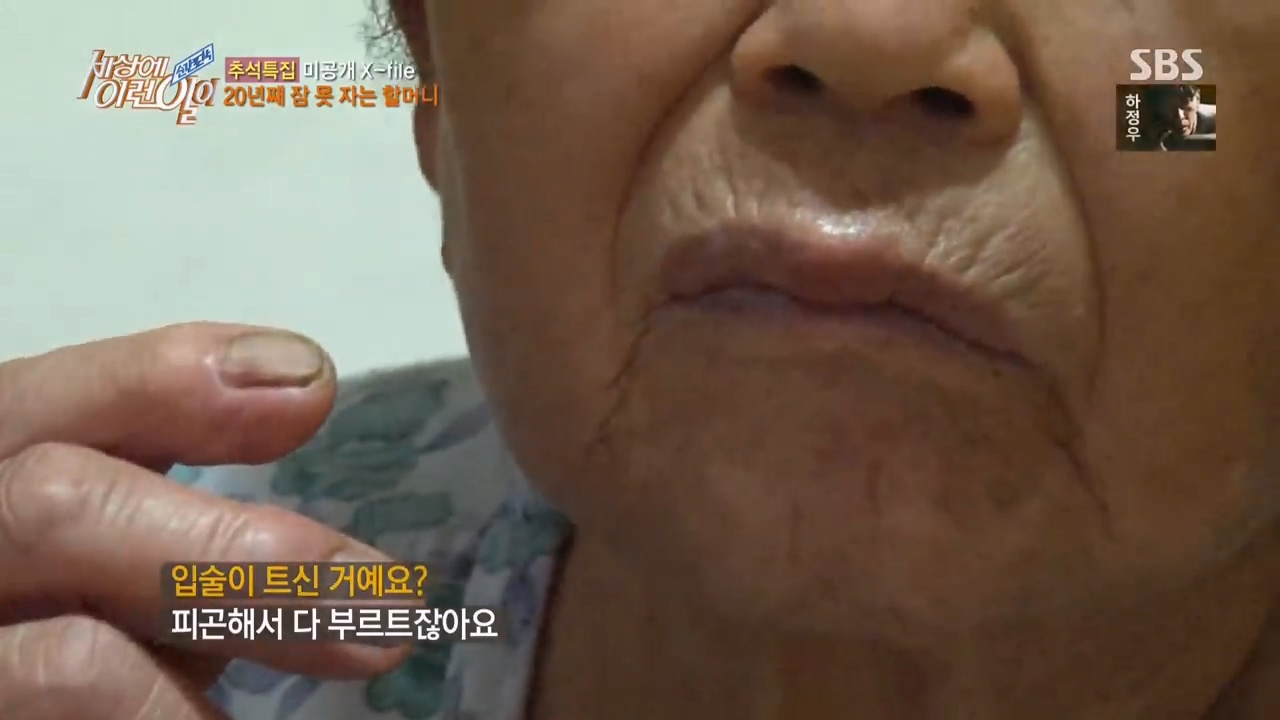 세상에
이런일이
추석특집 미공개 X-file
20년째 잠 못 자는 할머니
SBS
하정우
입술이 트신 거예요?
피곤해서 다 부르트잖아요